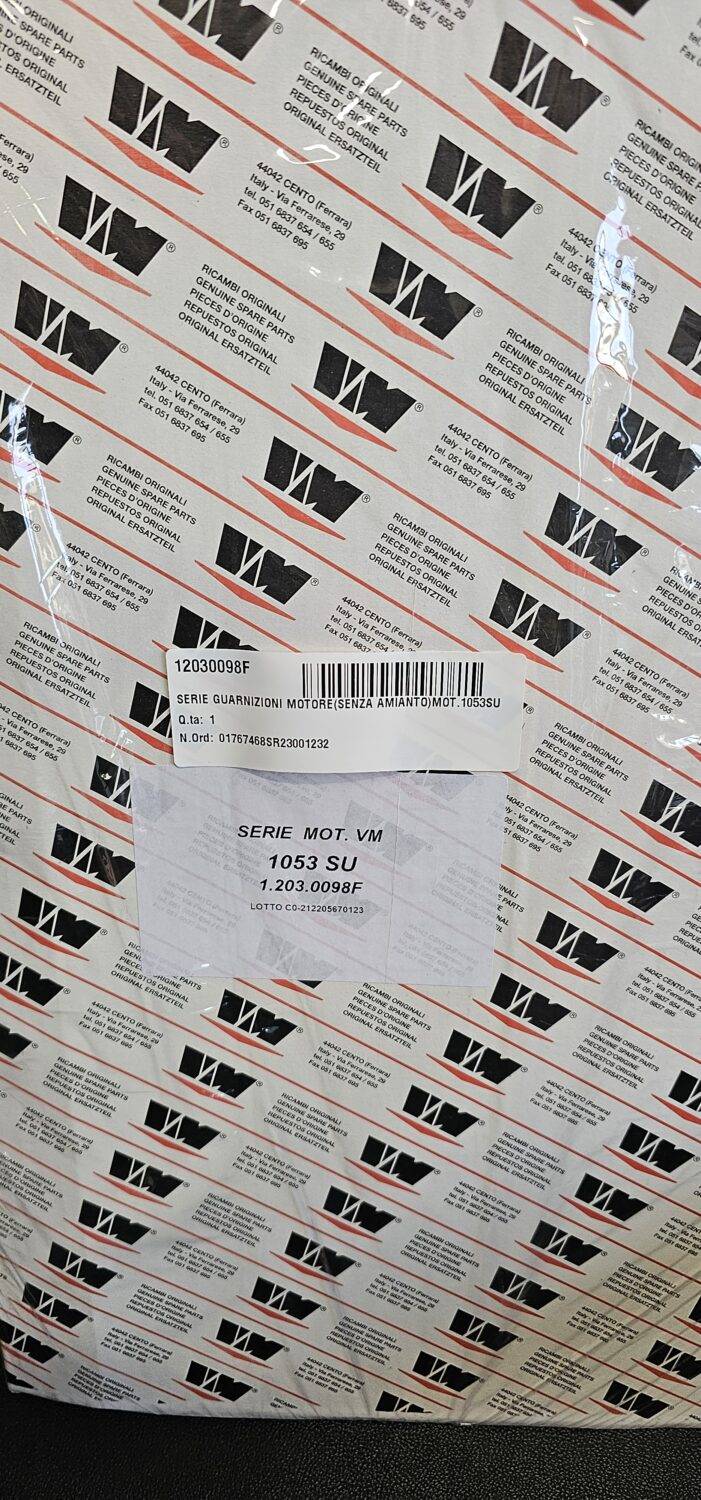 VM®
RICAMBI ORIGINALI
GENUINE SPARE PARTS
PIECES D'ORIGINE
REPUESTOS ORIGINAL
ORIGINAL ERSATZTEIL
44042 CENTO (Ferrara)
Italy - Via Ferrarese, 29
tel. 051 6837 654 / 655
Fax 051 6837 695
12030098F
SERIE GUARNIZIONI MOTORE(SENZA AMIANTO)MOT.1053SU
Q.ta: 1
N.Ord: 01767468SR23001232
SERIE MOT. VM
1053 SU
1.203.0098F
LOTTO C0-212205670123